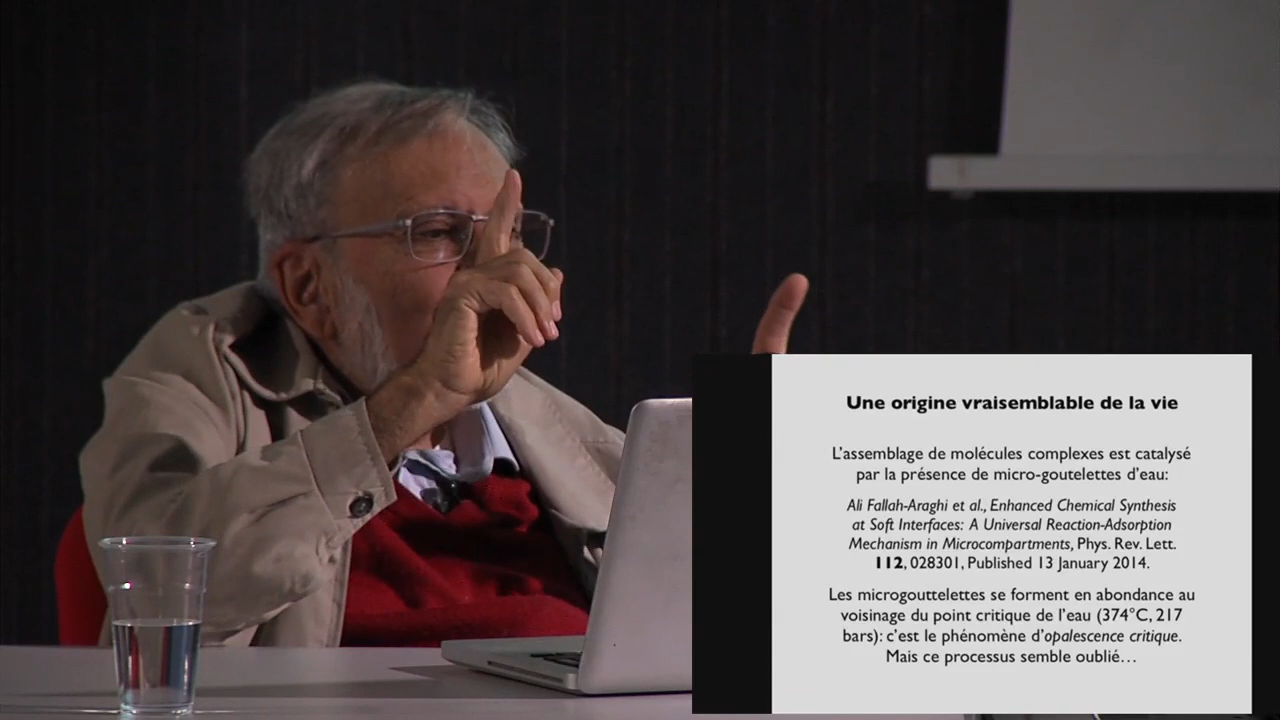 Une origine vraisemblable de la vie
L'assemblage de molécules complexes est catalysé
par la présence de micro-goutelettes d'eau:
Ali Fallah-Araghi et al., Enhanced Chemical Synthesis
at Soft Interfaces: A Universal Reaction-Adsorption
Mechanism in Microcompartments, Phys. Rev. Lett.
112, 028301, Published 13 January 2014.
Les microgouttelettes se forment en abondance au
voisinage du point critique de l'eau (374°C, 217
bars): c'est le phénomène d'opalescence critique.
Mais ce processus semble oublié…